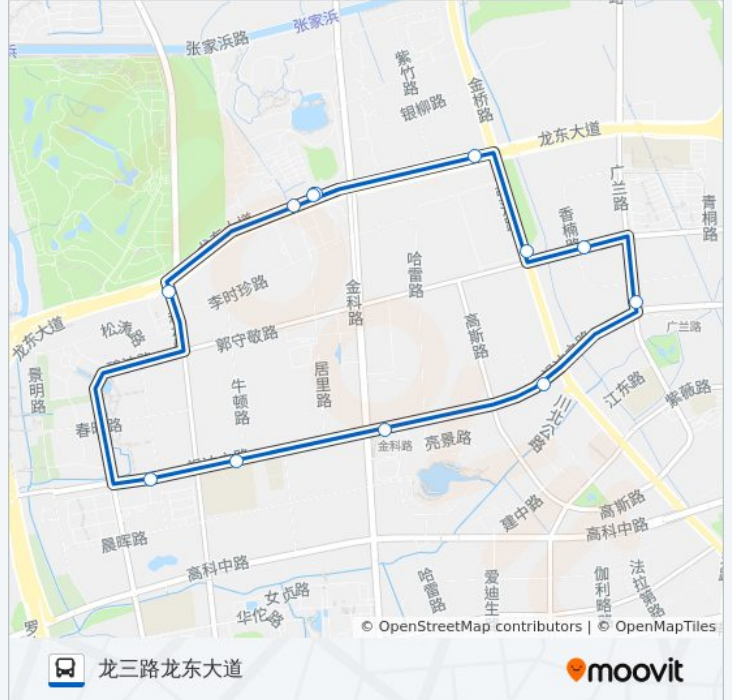 张家浜
浜
张家浜路
紫竹路
金桥路
银柳路
龙东大道
广兰路
青桐路
香楠路
哈雷路
李时珍路
金科路
龙东大道
松涛路
郭守敬路
高斯路
广兰路
景明路
牛顿路
居里路
江东路
紫薇路
春晓路
川北公路
金科路
亮景路
建中路
高斯路
晨晖路
高科中路
高科中路
哈雷路
爱迪生路
伽利略路
法拉第路
女贞路
华佗路
罗
© OpenStreetMap contributors | © OpenMapTiles
龙三路龙东大道
moovit